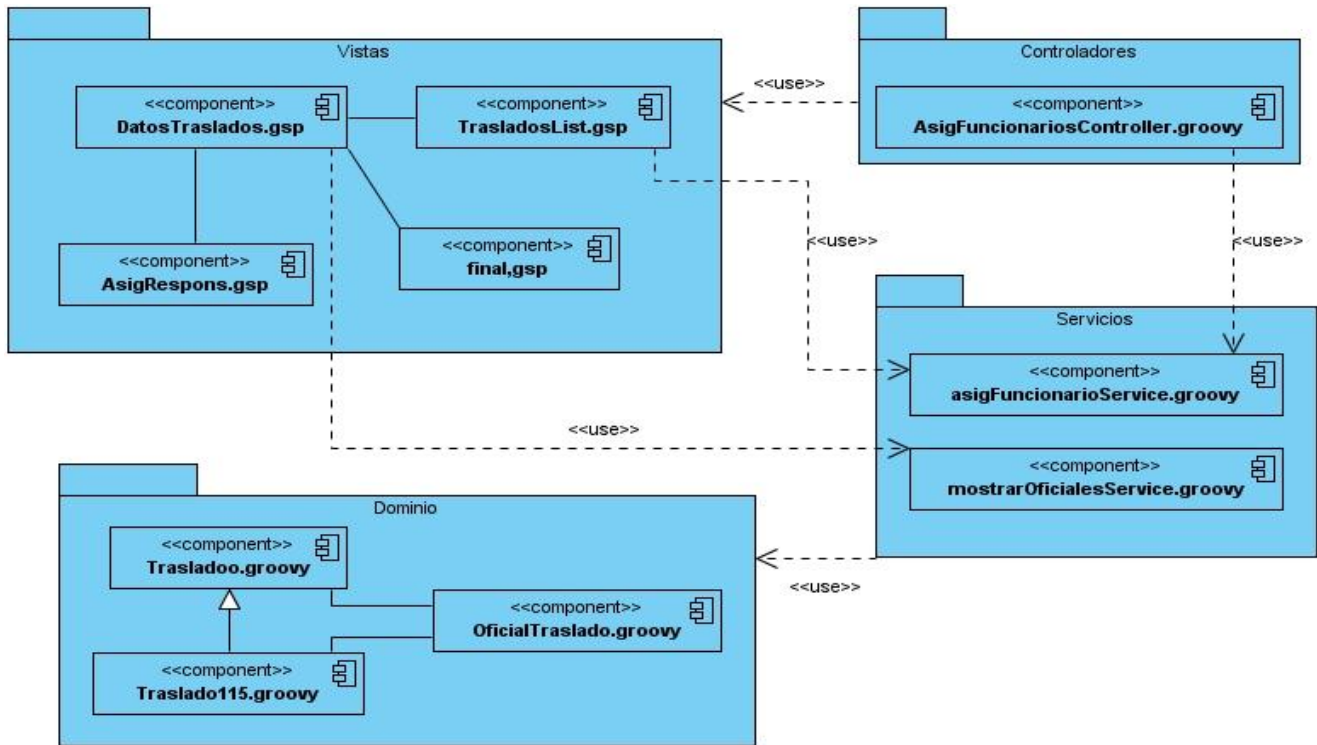 Vistas
<<component>>
DatosTraslados.gsp
<<component>>
TrasladosList.gsp
<<component>>
AsigRespons.gsp
<<component>>
final,gsp
<<use>>
Controladores
<<component>>
AsigFuncionariosController.groovy
<<use>>
<<use>>
Servicios
<<component>>
asigFuncionarioService.groovy
<<component>>
mostrarOficialesService.groovy
<<use>>
Dominio
<<component>>
Trasladoo.groovy
<<component>>
OficialTraslado.groovy
<<component>>
Traslado115.groovy
<<use>>